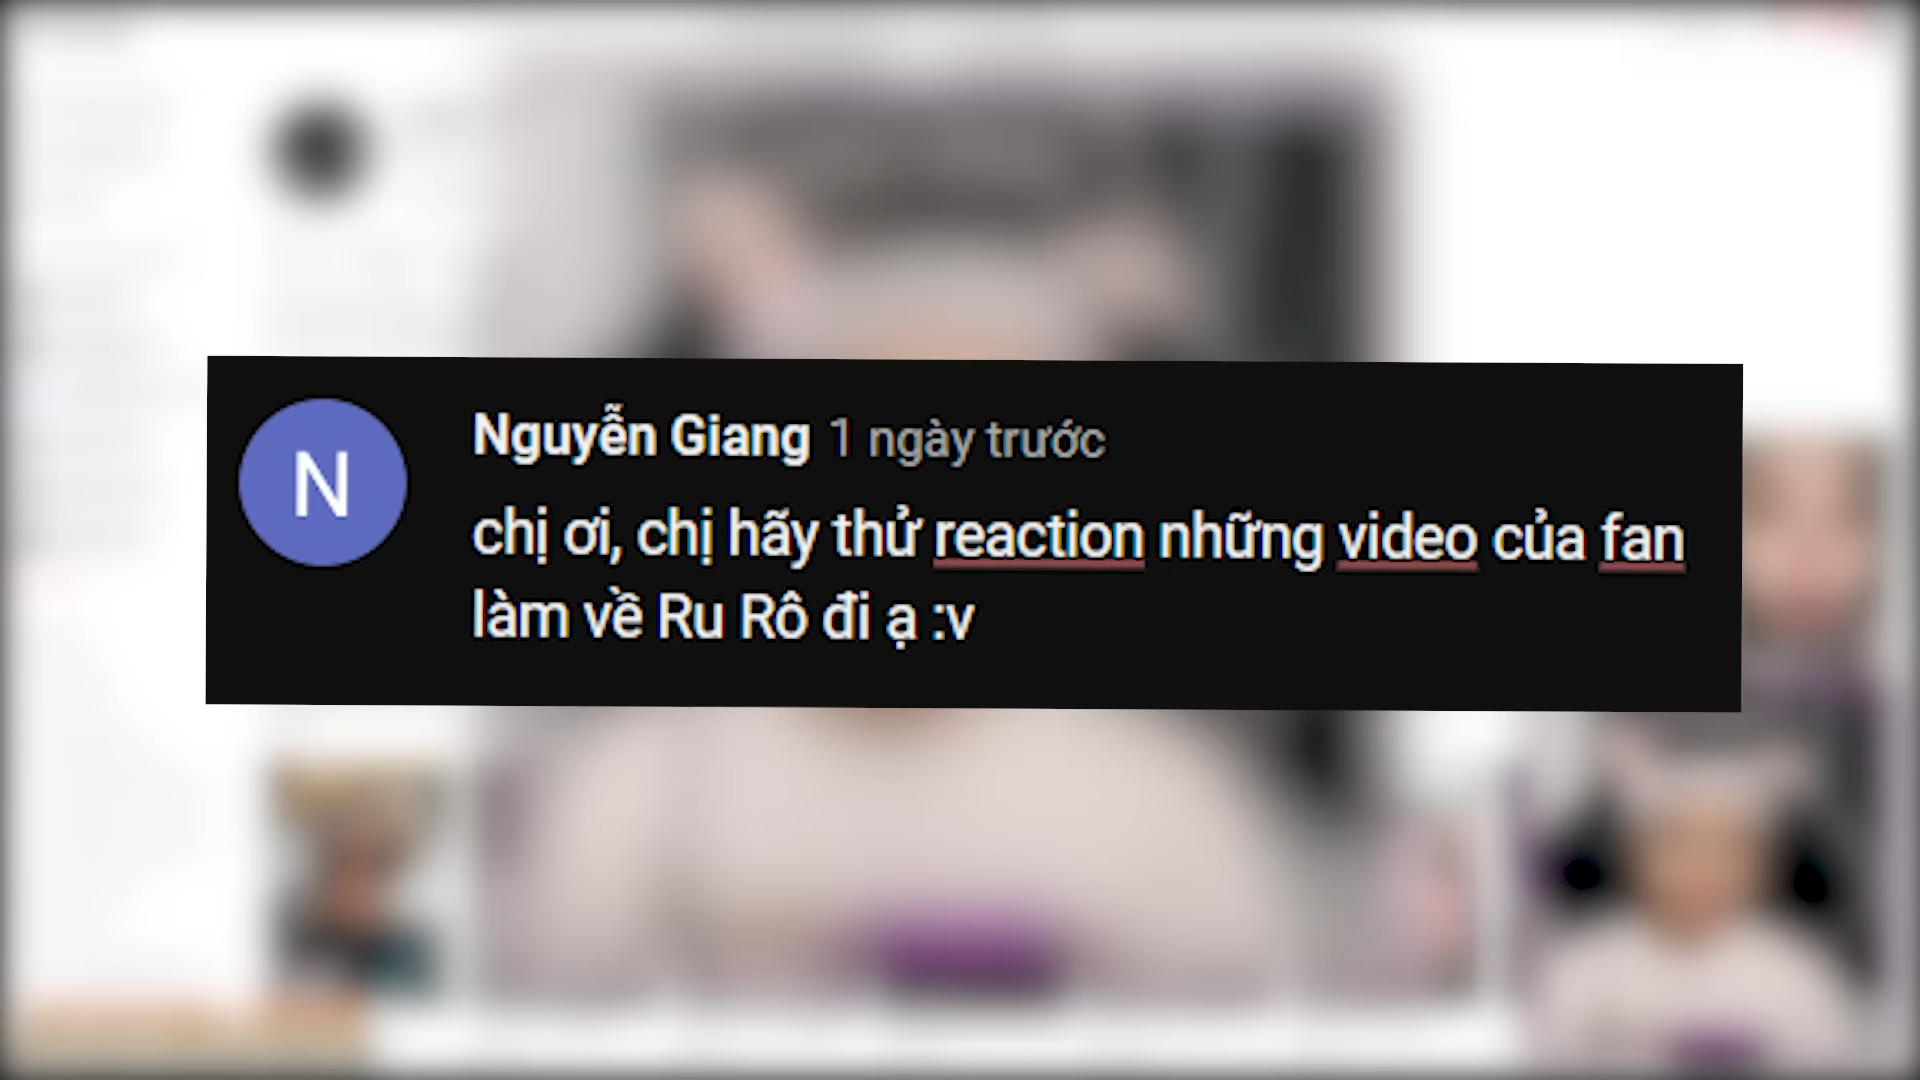 N
Nguyễn Giang 1 ngày trước
chị ơi, chị hãy thử reaction những video của fan
làm về Ru Rô đi ạ :v